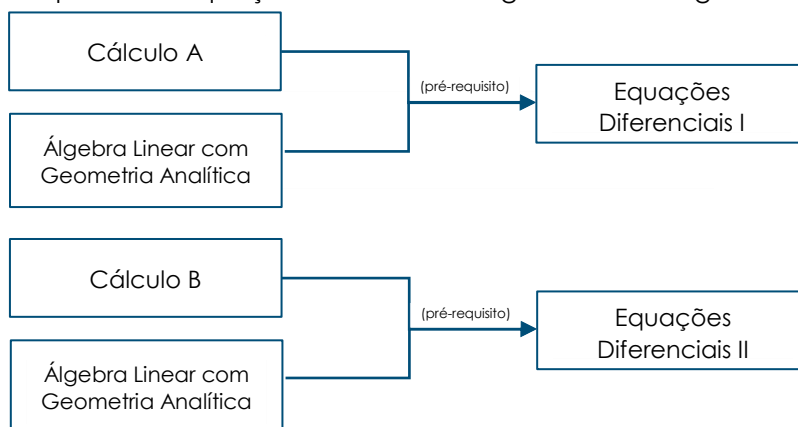 Cálculo A
(pré-requisito)
Equações
Diferenciais I
Álgebra Linear com
Geometria Analítica
Cálculo B
(pré-requisito)
Equações
Diferenciais II
Álgebra Linear com
Geometria Analítica